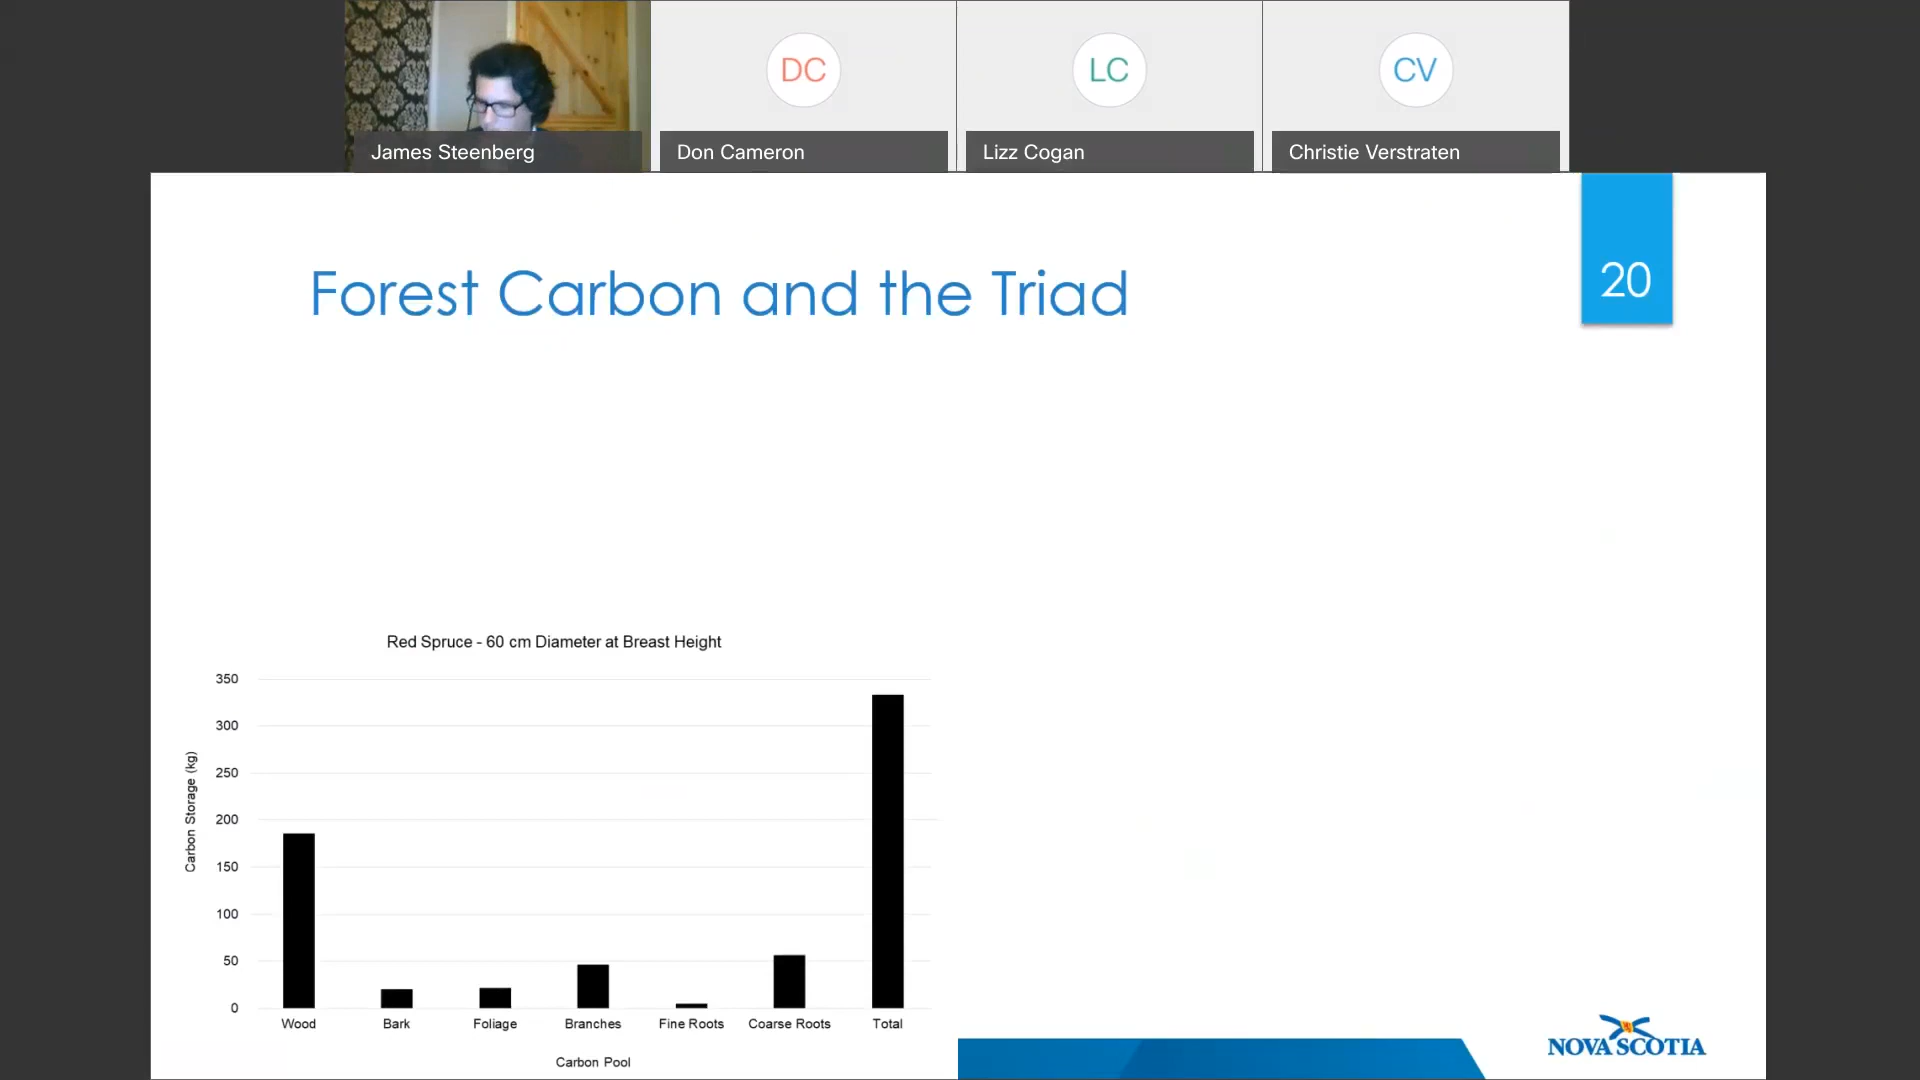 DC
LC
CV
James Steenberg
Don Cameron
Lizz Cogan
Christie Verstraten
20
Forest Carbon and the Triad
Red Spruce - 60 cm Diameter at Breast Height
350
300
250
200
150
100
50
0
Carbon Storage (kg)
Wood Bark Foliage Branches Fine Roots Coarse Roots Total
Carbon Pool
NOVA SCOTIA